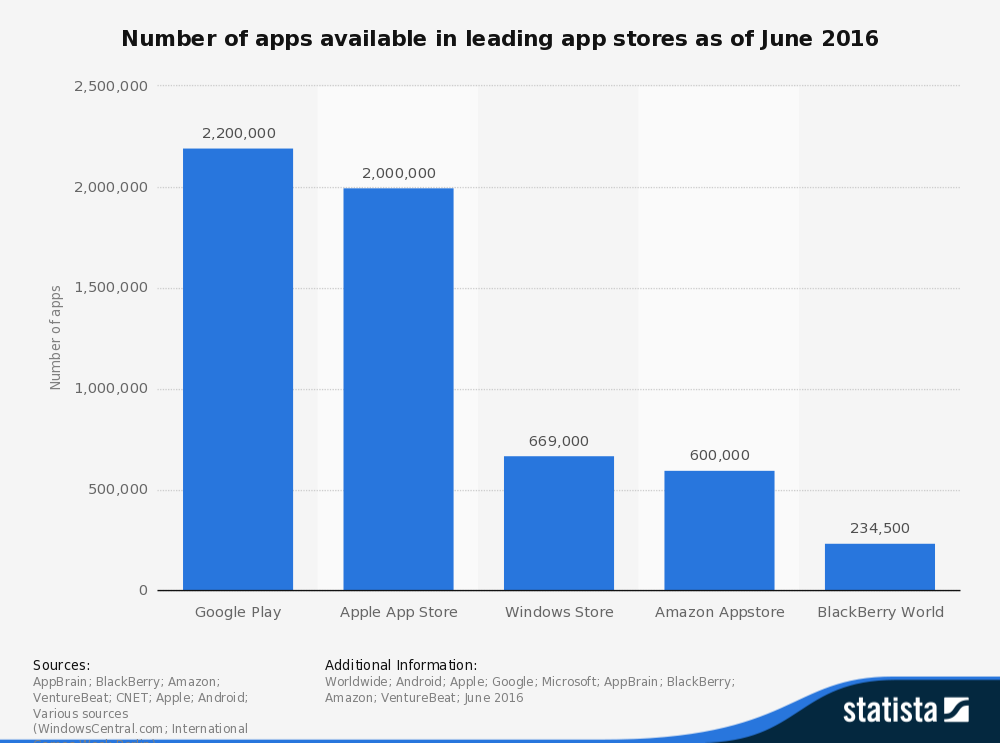 Number of apps available in leading app stores as of June 2016
2,500,000
2,000,000
1,500,000
1,000,000
500,000
0
Number of apps
2,200,000
2,000,000
669,000
600,000
234,500
Google Play
Apple App Store
Windows Store
Amazon Appstore
BlackBerry World
Sources:
AppBrain; BlackBerry; Amazon;
VentureBeat; CNET; Apple; Android;
Various sources
(WindowsCentral.com; International
Additional Information:
Worldwide; Android; Apple; Google; Microsoft; AppBrain; BlackBerry;
Amazon; VentureBeat; June 2016
statista